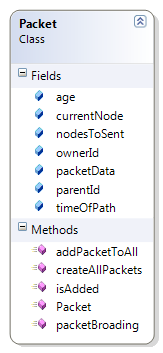 Packet
Class
Fields
age
currentNode
nodesToSent
ownerId
packetData
parentId
timeOfPath
Methods
addPacketToAll
createAllPackets
isAdded
Packet
packetBroading